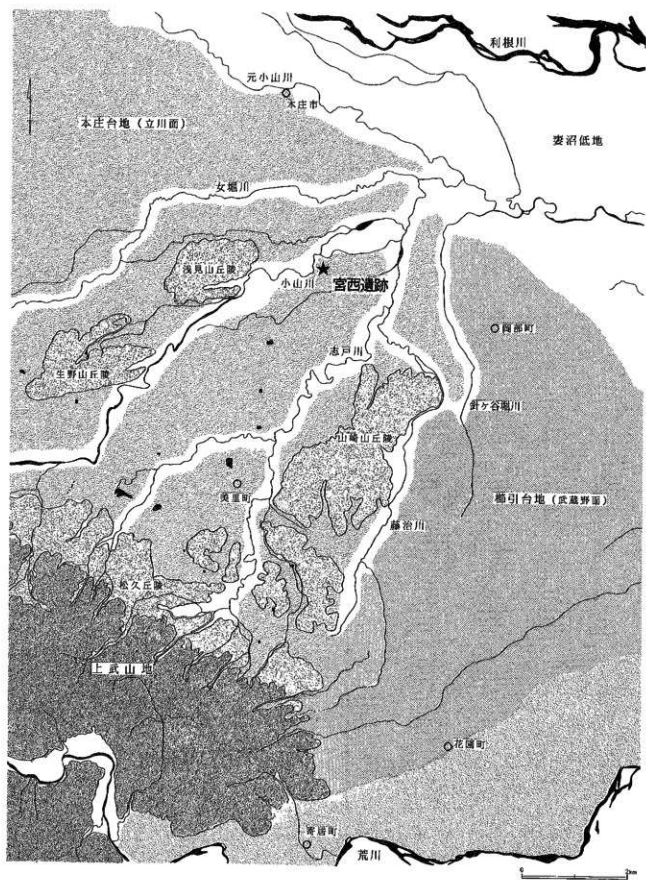 利根川
元小山川
本庄市
本庄台地(立川面)
妻沼低地
女堀川
浅見山丘陵
小山川
宮西遺跡
岡部町
志戸川
生野山丘陵
針ヶ谷堀川
山崎山丘陵
美里町
櫛引台地(武蔵野面)
藤治川
松久丘陵
上武山地
花園町
寄居町
荒川
0
2km